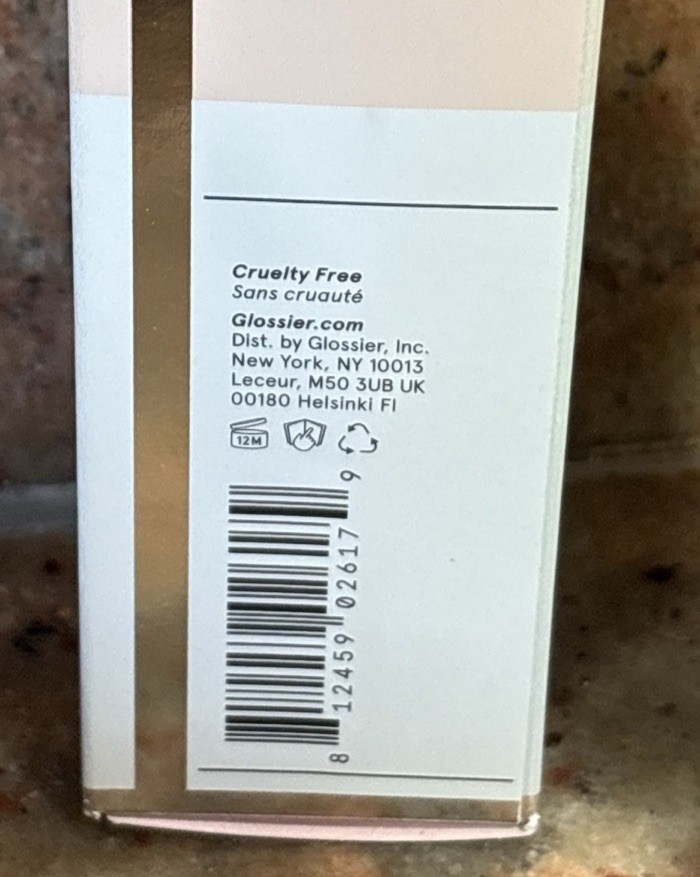 Cruelty Free
Sans cruauté
Glossier.com
Dist. by Glossier, Inc.
New York, NY 10013
Leceur, M50 3UB UK
00180 Helsinki FI
12M
8 12459 02617 9